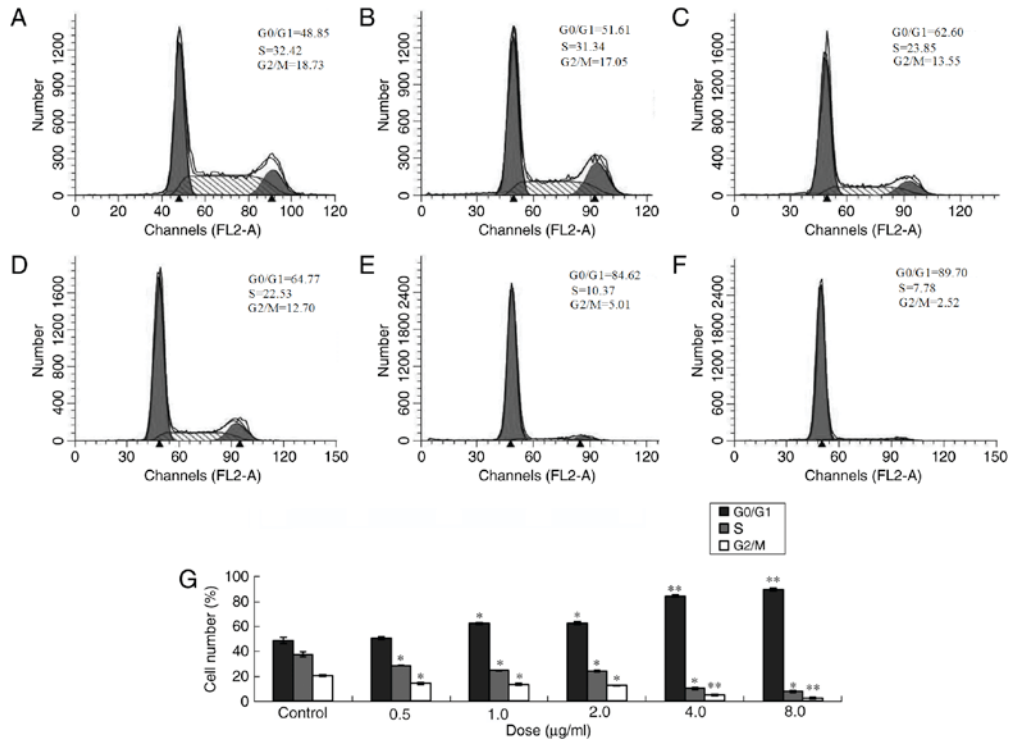 A
G0/G1=48.85
S=32.42
G2/M=18.73
Number
1200
900
600
300
0
0 20 40 60 80 100 120
Channels (FL2-A)
B
G0/G1=51.61
S=31.34
G2/M=17.05
Number
1200
900
600
300
0
0 30 60 90 120
Channels (FL2-A)
C
G0/G1=62.60
S=23.85
G2/M=13.55
Number
1600
1200
800
400
0
0 30 60 90 120
Channels (FL2-A)
D
G0/G1=64.77
S=22.53
G2/M=12.70
Number
1600
1200
800
400
0
0 30 60 90 120 150
Channels (FL2-A)
E
G0/G1=84.62
S=10.37
G2/M=5.01
Number
2400
1800
1200
600
0
0 30 60 90 120 150
Channels (FL2-A)
F
G0/G1=89.70
S=7.78
G2/M=2.52
Number
2400
1800
1200
600
0
0 30 60 90 120 150
Channels (FL2-A)
G0/G1
S
G2/M
G
Cell number (%)
100
80
60
40
20
0
* * * * * * * * ** * ** ** * **
Control 0.5 1.0 2.0 4.0 8.0
Dose (μg/ml)